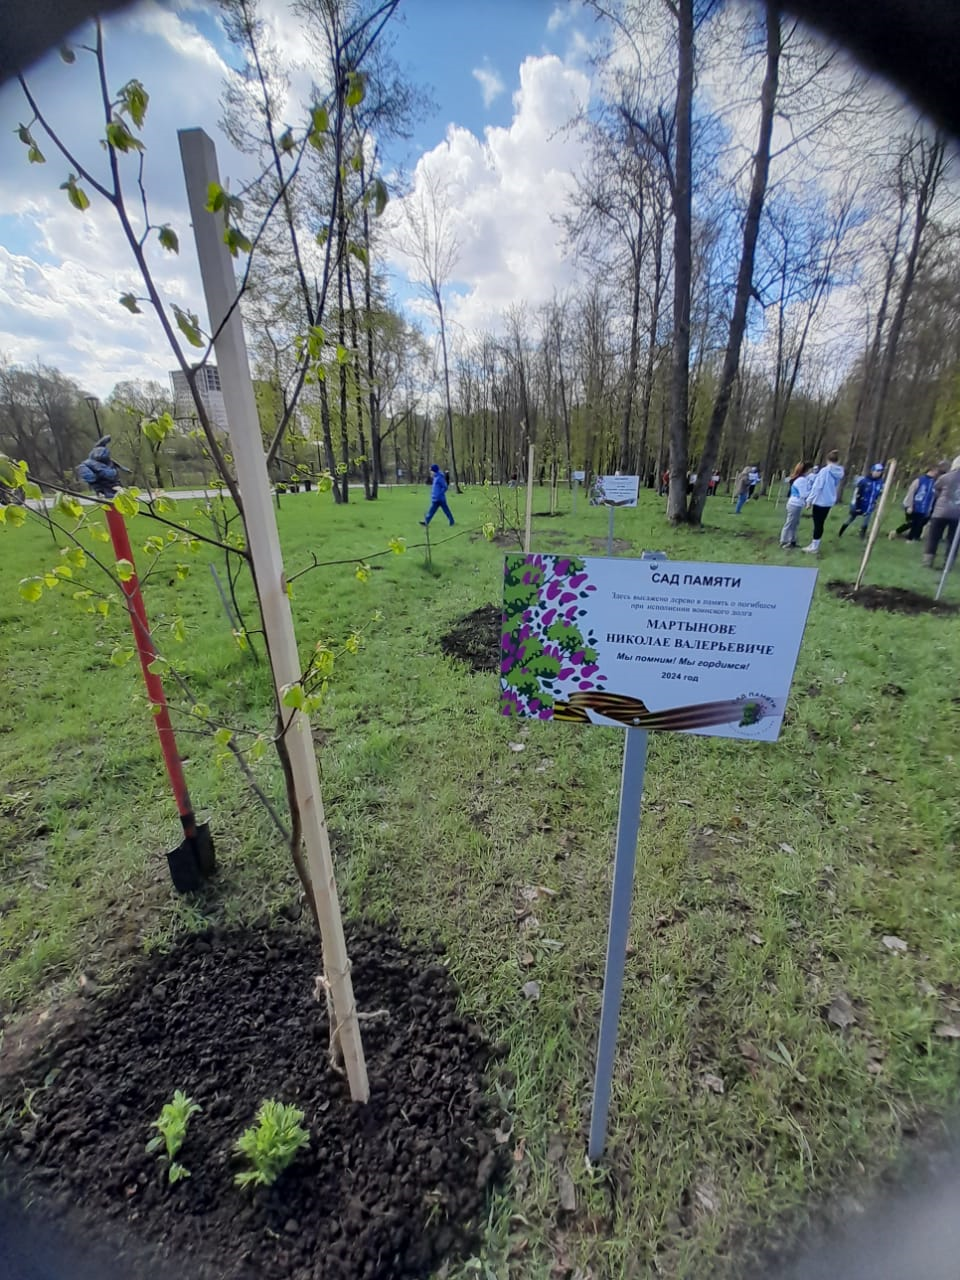 САД ПАМЯТИ
Здесь высажено дерево в память о погибшем
при исполнении воинского долга
МАРТЫНОВЕ
НИКОЛАЕ ВАЛЕРЬЕВИЧЕ
Мы помним! Мы гордимся!
2024 год
САД ПАМЯТИ